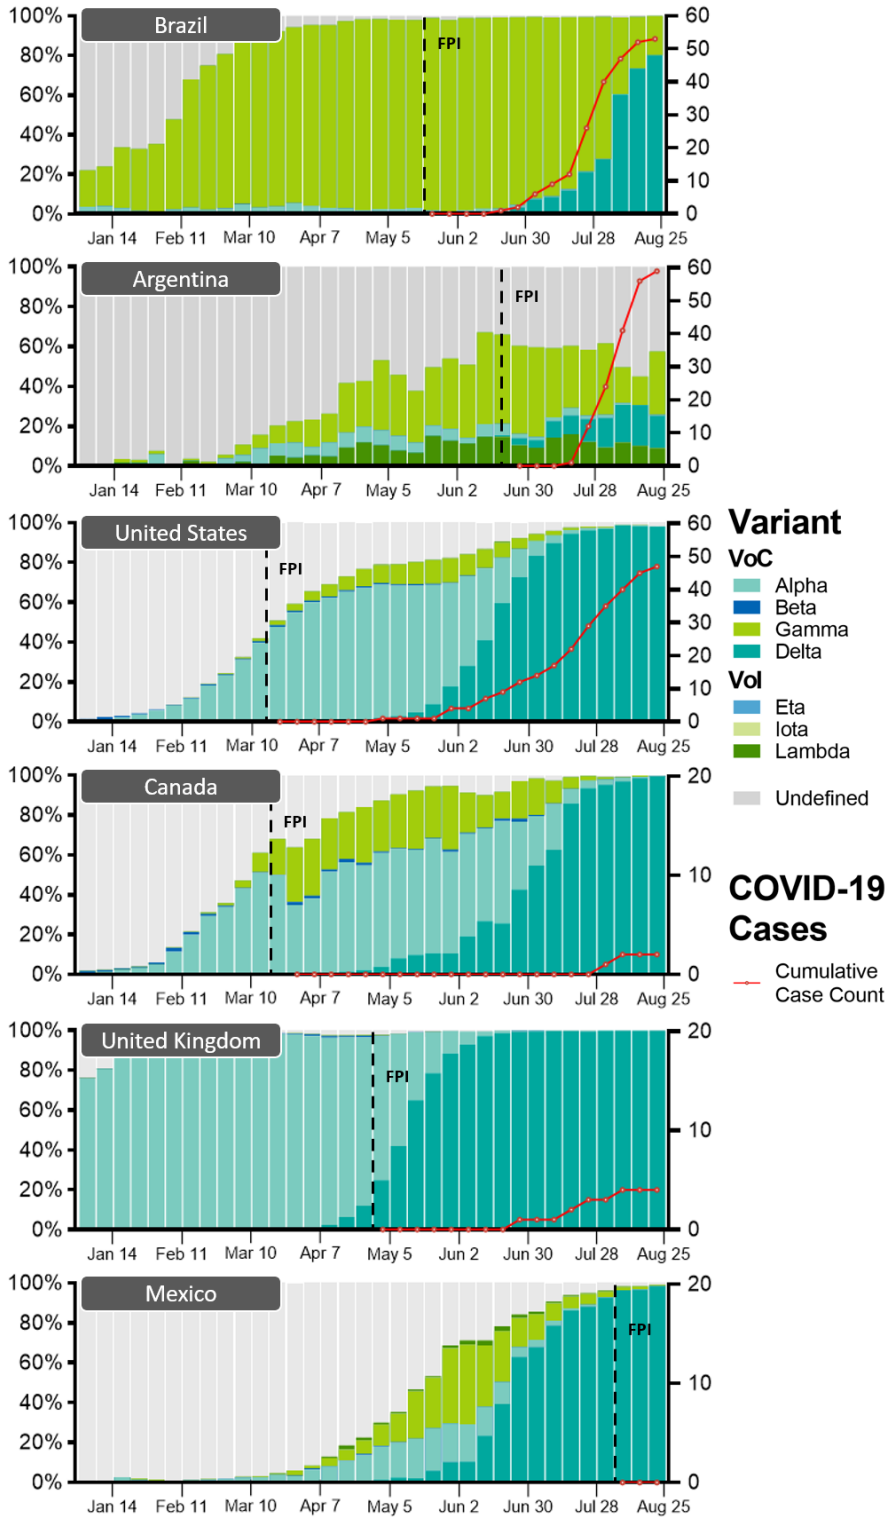 Brazil
100%
80%
60%
40%
20%
0%
FPI
60
50
40
30
20
10
0
Jan 14 Feb 11 Mar 10 Apr 7 May 5 Jun 2 Jun 30 Jul 28 Aug 25
Argentina
100%
80%
60%
40%
20%
0%
FPI
60
50
40
30
20
10
0
Jan 14 Feb 11 Mar 10 Apr 7 May 5 Jun 2 Jun 30 Jul 28 Aug 25
United States
100%
80%
60%
40%
20%
0%
FPI
60
50
40
30
20
10
0
Jan 14 Feb 11 Mar 10 Apr 7 May 5 Jun 2 Jun 30 Jul 28 Aug 25
Canada
100%
80%
60%
40%
20%
0%
FPI
20
10
0
Jan 14 Feb 11 Mar 10 Apr 7 May 5 Jun 2 Jun 30 Jul 28 Aug 25
United Kingdom
100%
80%
60%
40%
20%
0%
FPI
20
10
0
Jan 14 Feb 11 Mar 10 Apr 7 May 5 Jun 2 Jun 30 Jul 28 Aug 25
Mexico
100%
80%
60%
40%
20%
0%
FPI
20
10
0
Jan 14 Feb 11 Mar 10 Apr 7 May 5 Jun 2 Jun 30 Jul 28 Aug 25
Variant
VoC
Alpha
Beta
Gamma
Delta
VoI
Eta
Iota
Lambda
Undefined
COVID-19
Cases
Cumulative
Case Count